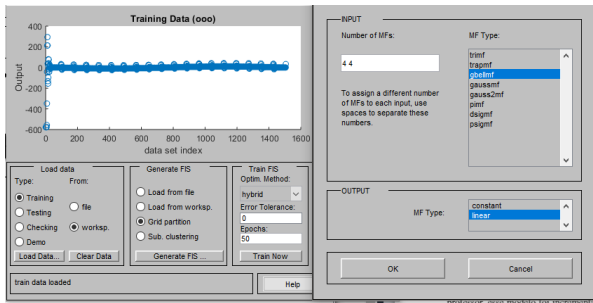 Training Data (ooo)
400
200
0
-200
-400
-600
Output
0 200 400 600 800 1000 1200 1400 1600
data set index
Load data
Type: From:
Training
Testing
Checking
Demo
file
worksp.
Load Data... Clear Data
Generate FIS
Load from file
Load from worksp.
Grid partition
Sub. clustering
Generate FIS ...
Train FIS
Optim. Method:
hybrid
Error Tolerance:
0
Epochs:
50
Train Now
train data loaded
Help
INPUT
Number of MFs:
4 4
To assign a different number
of MFs to each input, use
spaces to separate these
numbers.
MF Type:
trimf
trapmf
gbellmf
gaussmf
gauss2mf
pimf
dsigmf
psigmf
OUTPUT
MF Type:
constant
linear
OK
Cancel